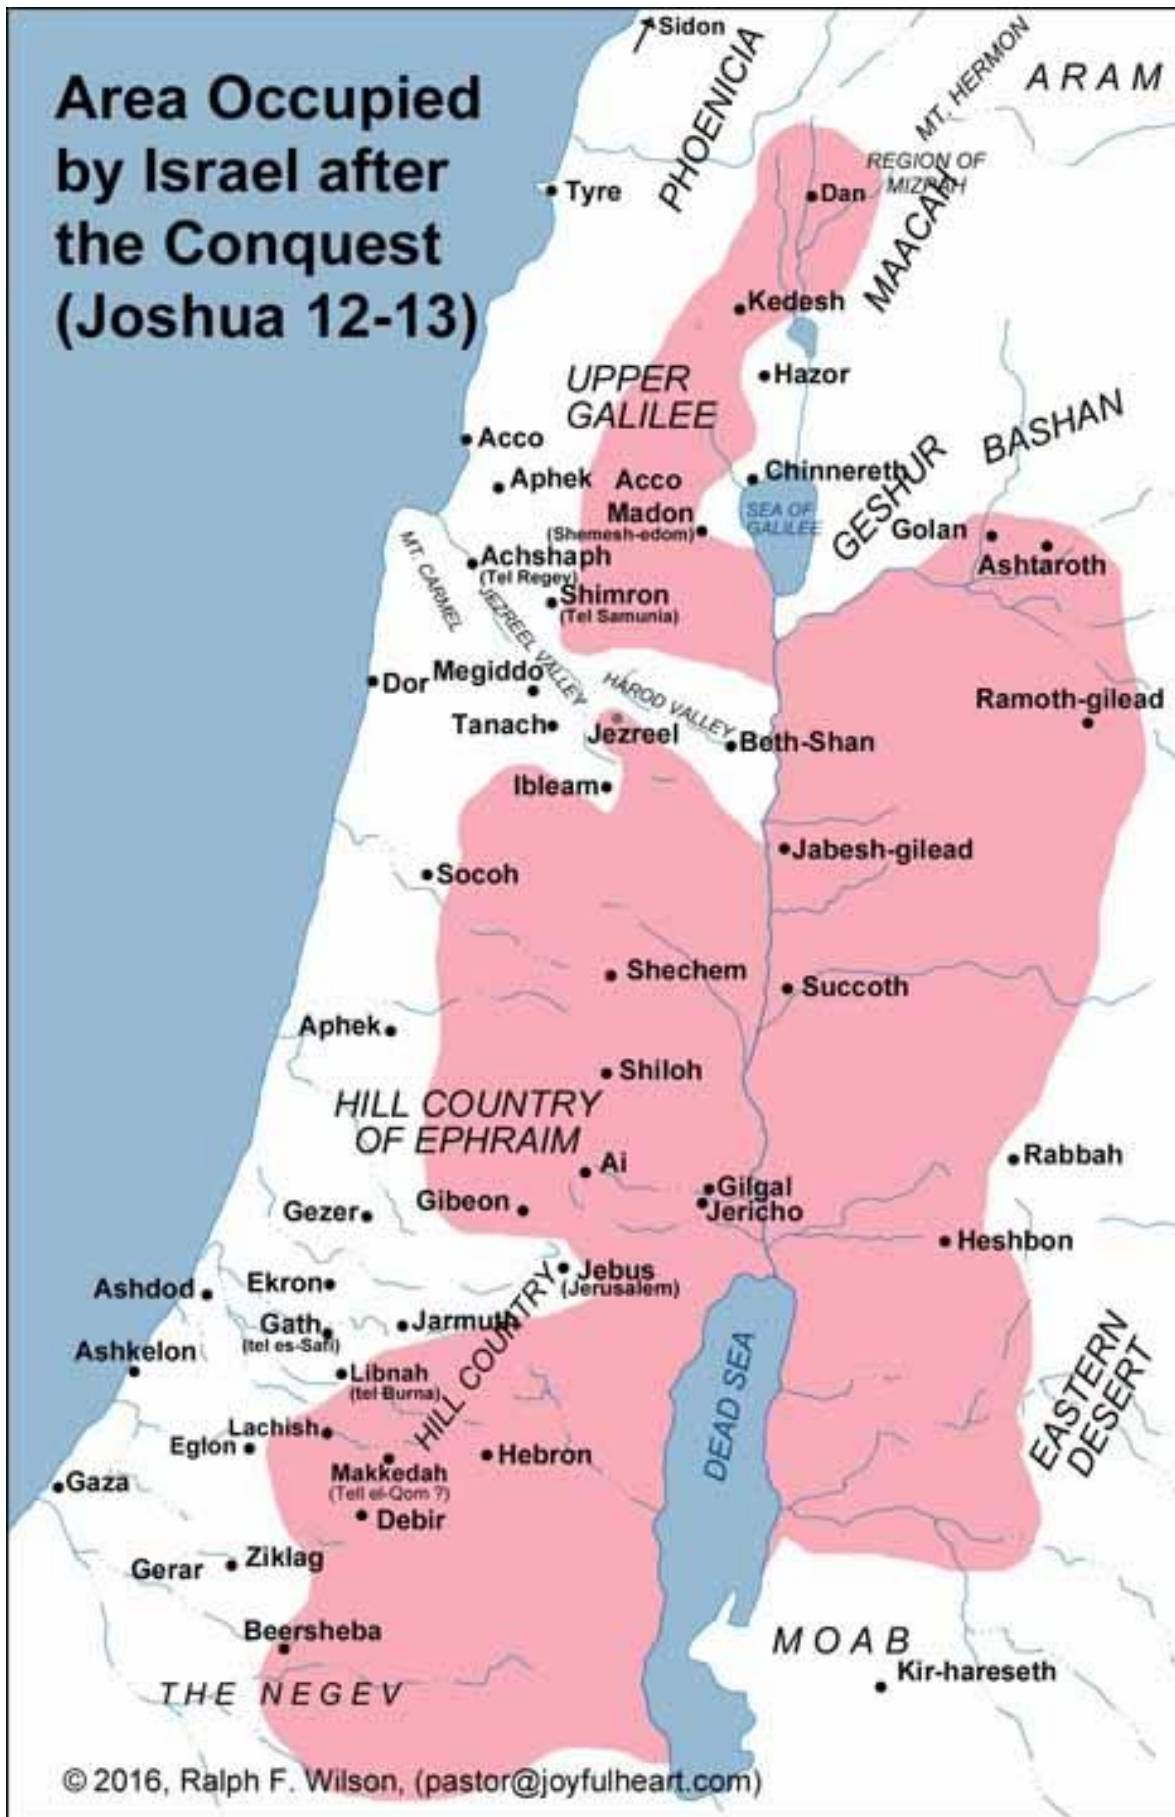 Area Occupied
by Israel after
the Conquest
(Joshua 12-13)
Sidon
PHOENICIA
MT. HERMON
ARAM
REGION OF
MIZPAH
Tyre
Dan
MAACAH
Kedesh
UPPER
GALILEE
Hazor
BASHAN
Acco
Aphek
Acco
Chinnereth
GESHUR
Madon
(Shemesh-edom)
SEA OF
GALILEE
Golan
Ashtaroth
MT. CARMEL
Achshaph
(Tel Regev)
JEZREEL VALLEY
Shimron
(Tel Samunia)
Dor
Megiddo
HAROD VALLEY
Ramoth-gilead
Tanach
Jezreel
Beth-Shan
Ibleam
Jabesh-gilead
Socoh
Shechem
Succoth
Aphek
Shiloh
HILL COUNTRY
OF EPHRAIM
Ai
Rabbah
Gilgal
Jericho
Gibeon
Gezer
Heshbon
Jebus
(Jerusalem)
Ashdod
Ekron
Gath
(tel es-Safi)
Jarmuth
HILL COUNTRY
Ashkelon
Libnah
(tel Burna)
DEAD SEA
EASTERN
DESERT
Lachish
Eglon
Hebron
Makkedah
(Tell el-Qom ?)
Gaza
Debir
Gerar
Ziklag
Beersheba
MOAB
Kir-hareseth
THE NEGEV
© 2016, Ralph F. Wilson, (pastor@joyfulheart.com)